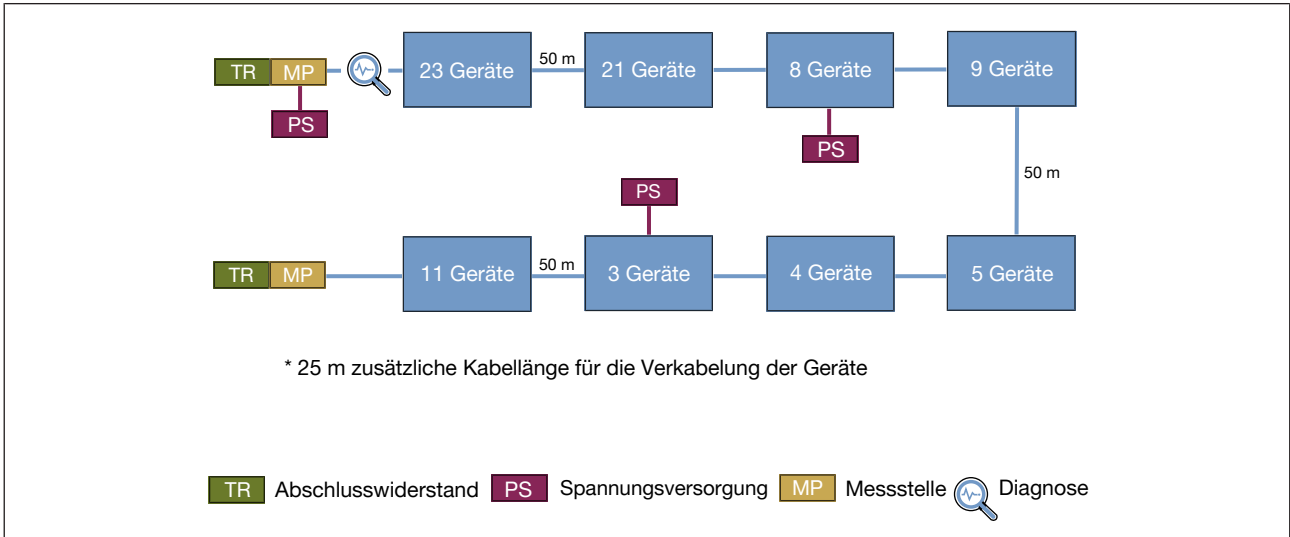 TR MP
23 Geräte
50 m
21 Geräte
8 Geräte
9 Geräte
PS
PS
50 m
PS
TR MP
11 Geräte
50 m
3 Geräte
4 Geräte
5 Geräte
* 25 m zusätzliche Kabellänge für die Verkabelung der Geräte
TR Abschlusswiderstand PS Spannungsversorgung MP Messstelle Diagnose